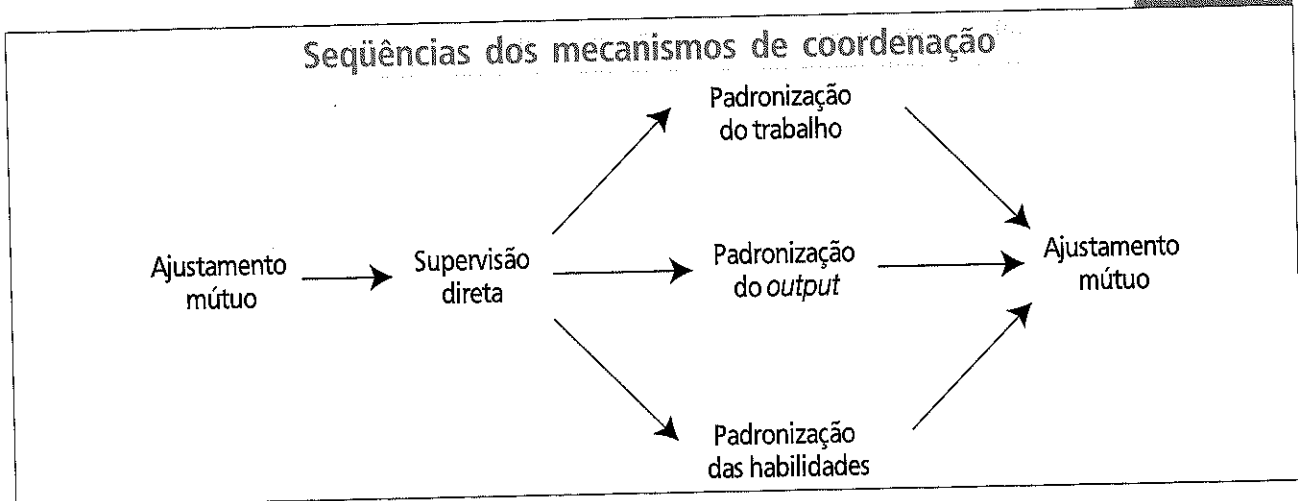 Seqüências dos mecanismos de coordenação
Padronização
do trabalho
Ajustamento
mútuo
Supervisão
direta
Padronização
do output
Ajustamento
mútuo
Padronização
das habilidades